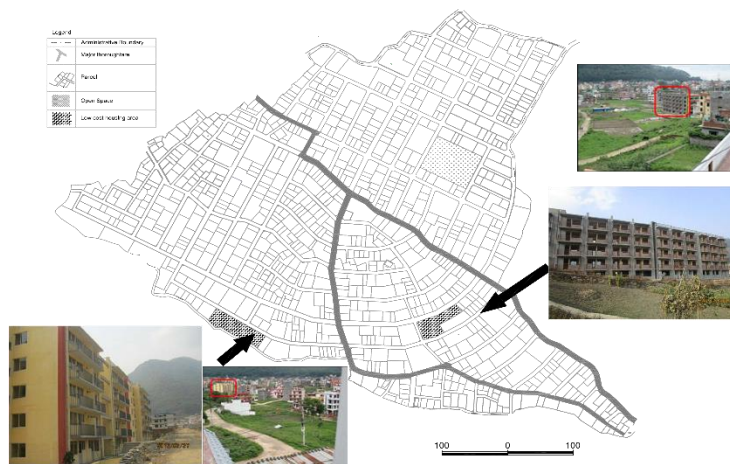 Legend
Administrative Boundary
Major thoroughfare
Parcel
Open Space
Low cost housing area
100 0 100